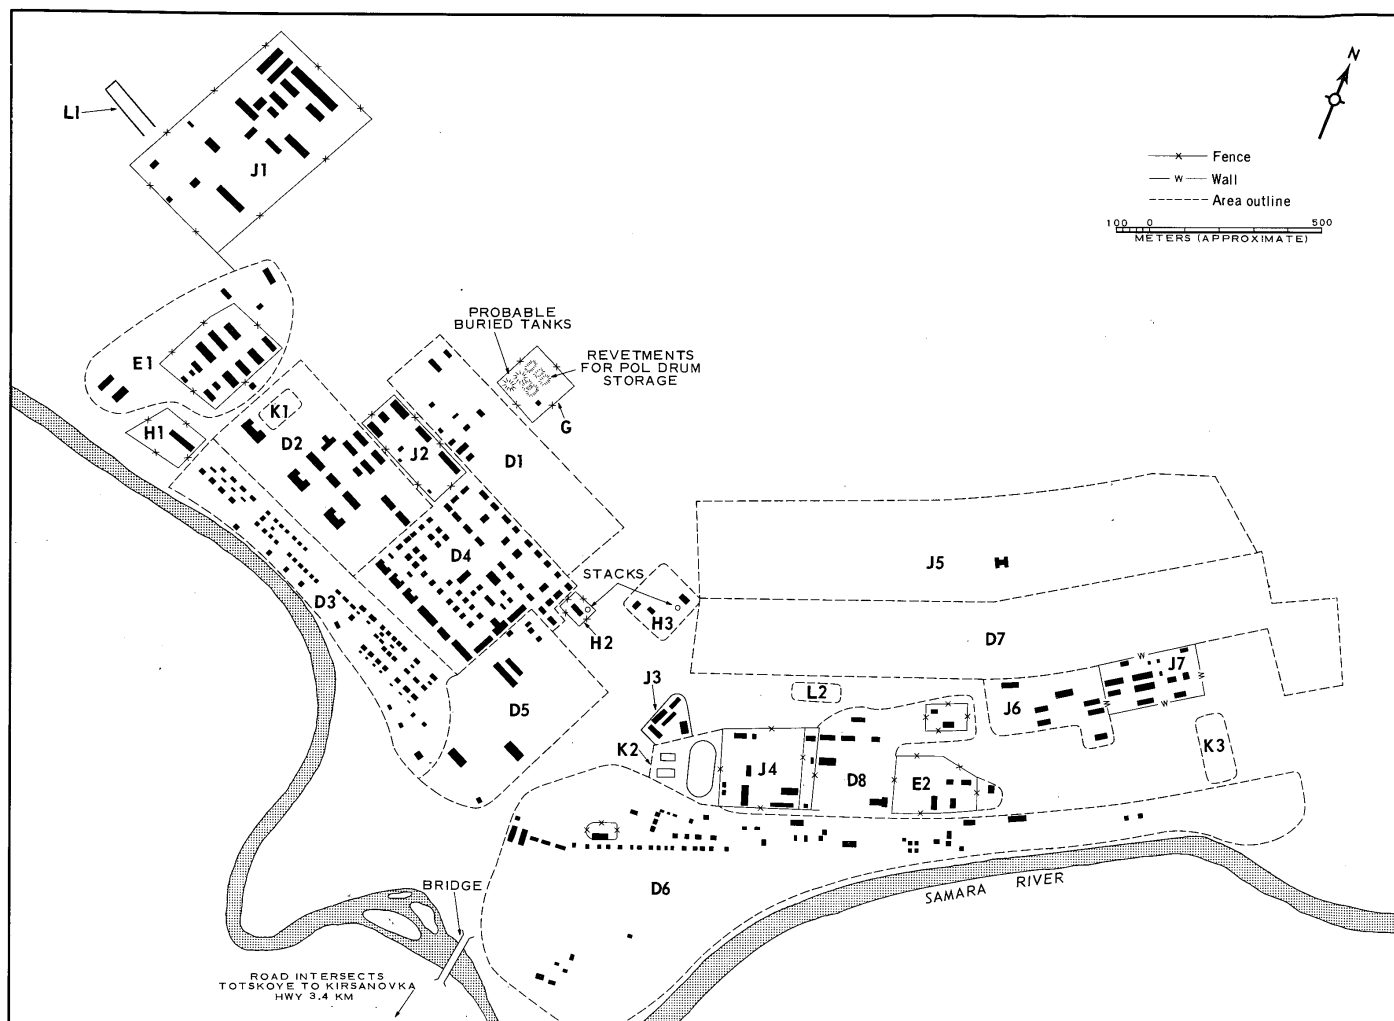 N
L1
Fence
Wall
W
J1
Area outline
100 0 500
METERS (APPROXIMATE)
PROBABLE
BURIED TANKS
REVETMENTS
FOR POL DRUM
STORAGE
E1
K1
G
H1
D2
J2
D1
D4
J5
STACKS
D3
H2
H3
D7
W
J7
W
J3
L2
J6
W
W
D5
K2
K3
J4
D8
E2
BRIDGE
D6
SAMARA RIVER
ROAD INTERSECTS
TOTSKOYE TO KIRSANOVKA
HWY 3.4 KM